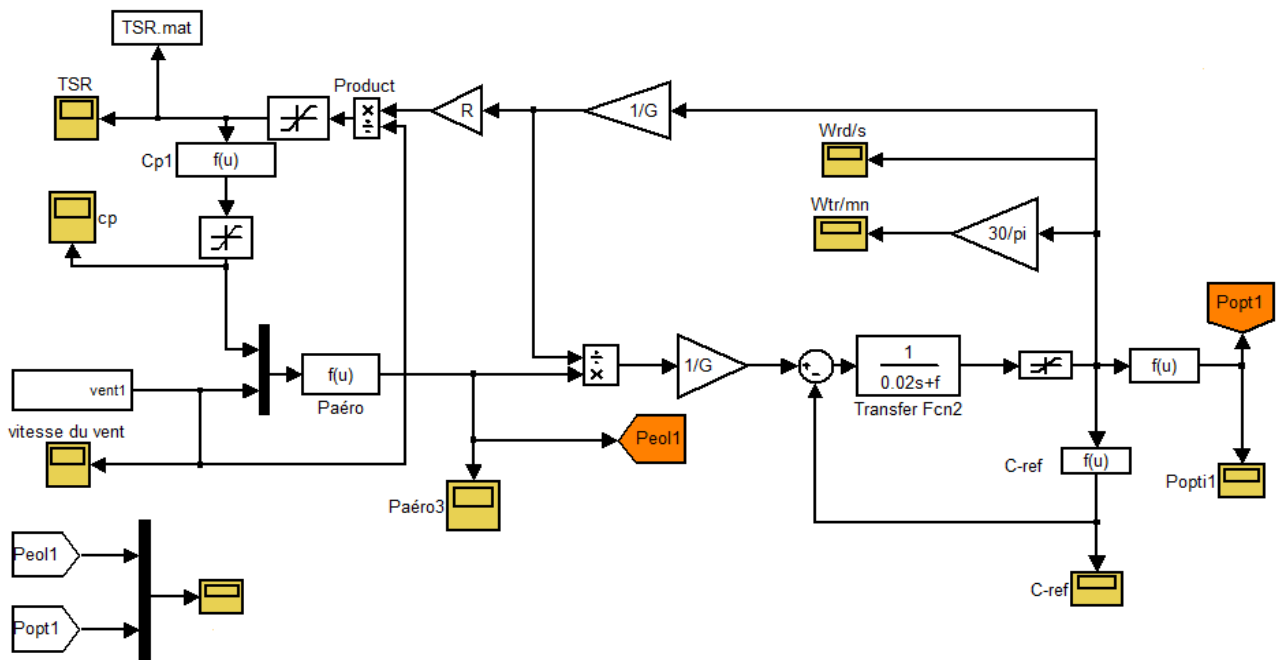 TSR.mat
TSR
Product
R
1/G
Cp1
f(u)
Wrd/s
cp
Wtr/mn
30/pi
Popt1
vent1
f(u)
Paéro
÷
×
1/G
+
−
1
0.02s+f
Transfer Fcn2
f(u)
vitesse du vent
Peol1
C-ref
f(u)
Popti1
Paéro3
Peol1
Popt1
C-ref
×
÷